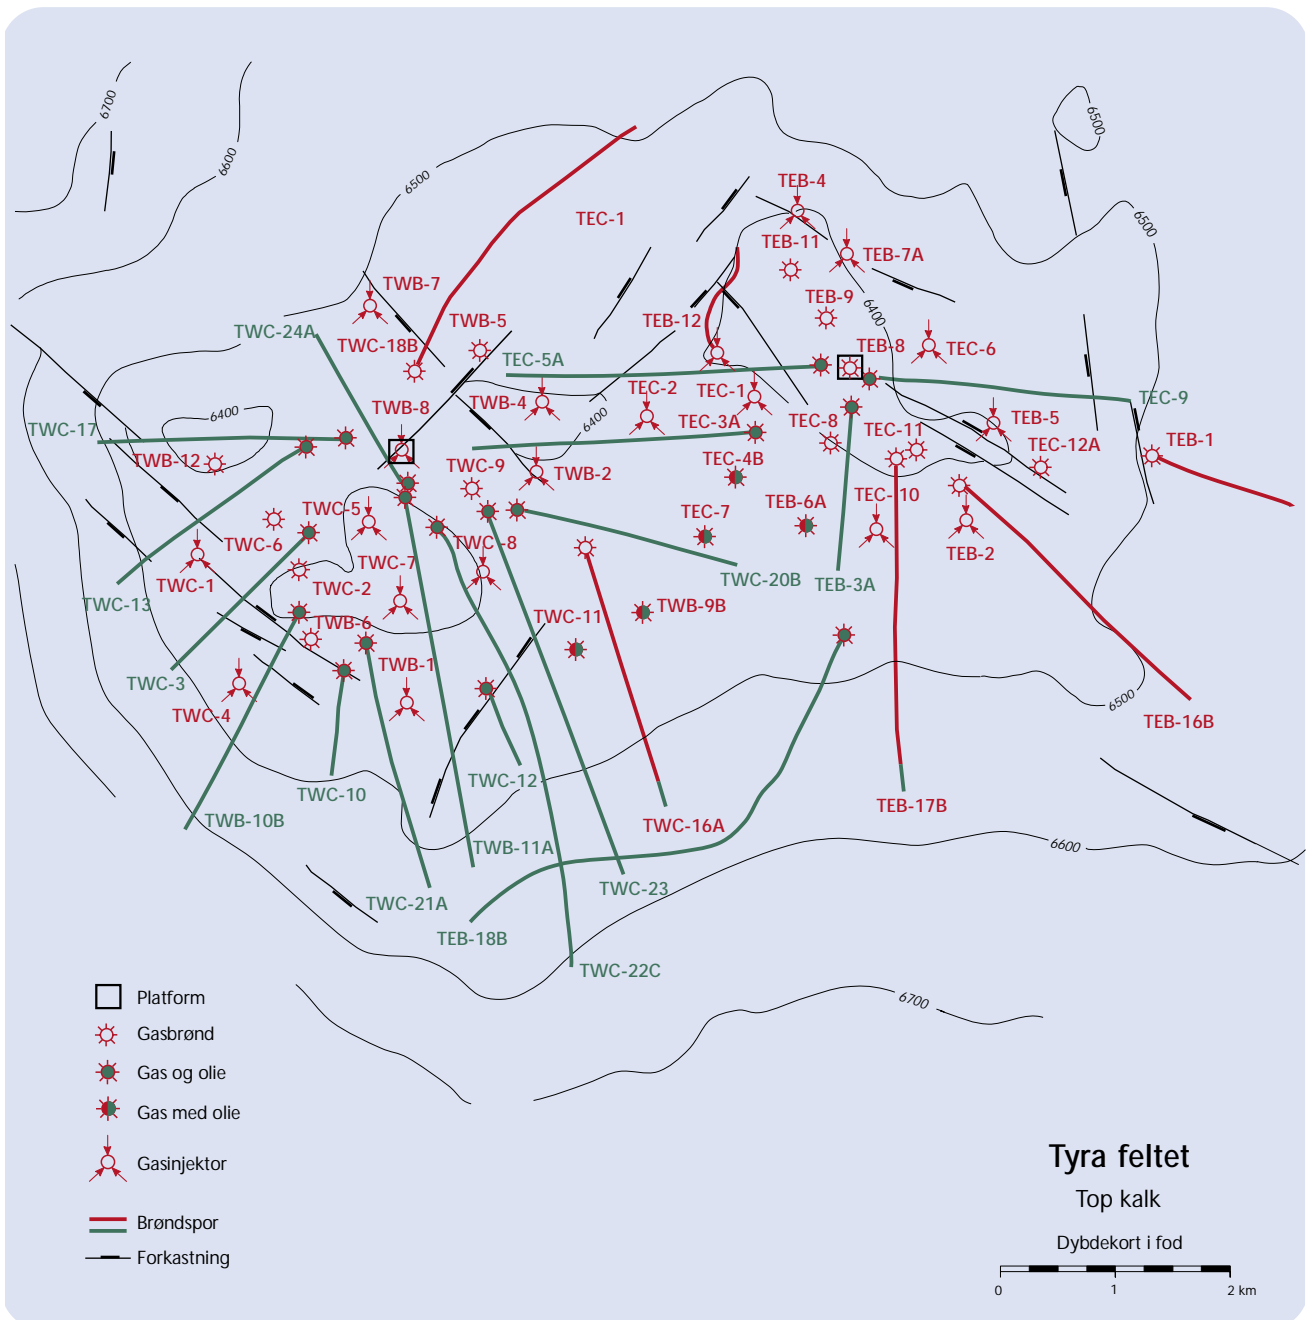 6700
6600
6500
6500
TEB-4
TEC-1
6500
TEB-11
TEB-7A
TWB-7
TEB-9
6400
TWC-24A
TWB-5
TEB-12
TWC-18B
TEB-8
TEC-6
TEC-5A
TEC-2
TEC-1
TEC-9
6400
TWB-8
TWB-4
6400
TEC-3A
TEC-8
TEB-5
TWC-17
TEC-11
TEC-12A
TEB-1
TWB-12
TWC-9
TWB-2
TEC-4B
TWC-5
TEB-6A
TEC-10
TEC-7
TWC-6
TWC-8
TEB-2
TWC-7
TWC-1
TWC-2
TWC-20B
TEB-3A
TWC-13
TWB-9B
TWC-11
TWB-6
TWB-1
TWC-3
6500
TWC-4
TEB-16B
TWC-12
TWC-10
TEB-17B
TWB-10B
TWC-16A
6600
TWB-11A
TWC-23
TWC-21A
TEB-18B
TWC-22C
6700
Platform
Gasbrønd
Gas og olie
Gas med olie
Gasinjektor
Brøndspor
Forkastning
Tyra feltet
Top kalk
Dybdekort i fod
0 1 2 km